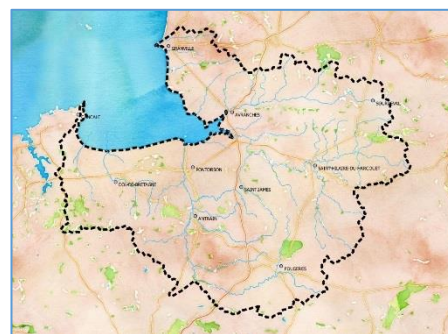 GRANVILLE
SOURDEVAL
AVRANCHES
SAINT-HILAIRE-DU-HARCOUET
PONTORSON
DOL-DE-BRETAGNE
SAINT-JAMES
ANTRAIN
FOUGERES